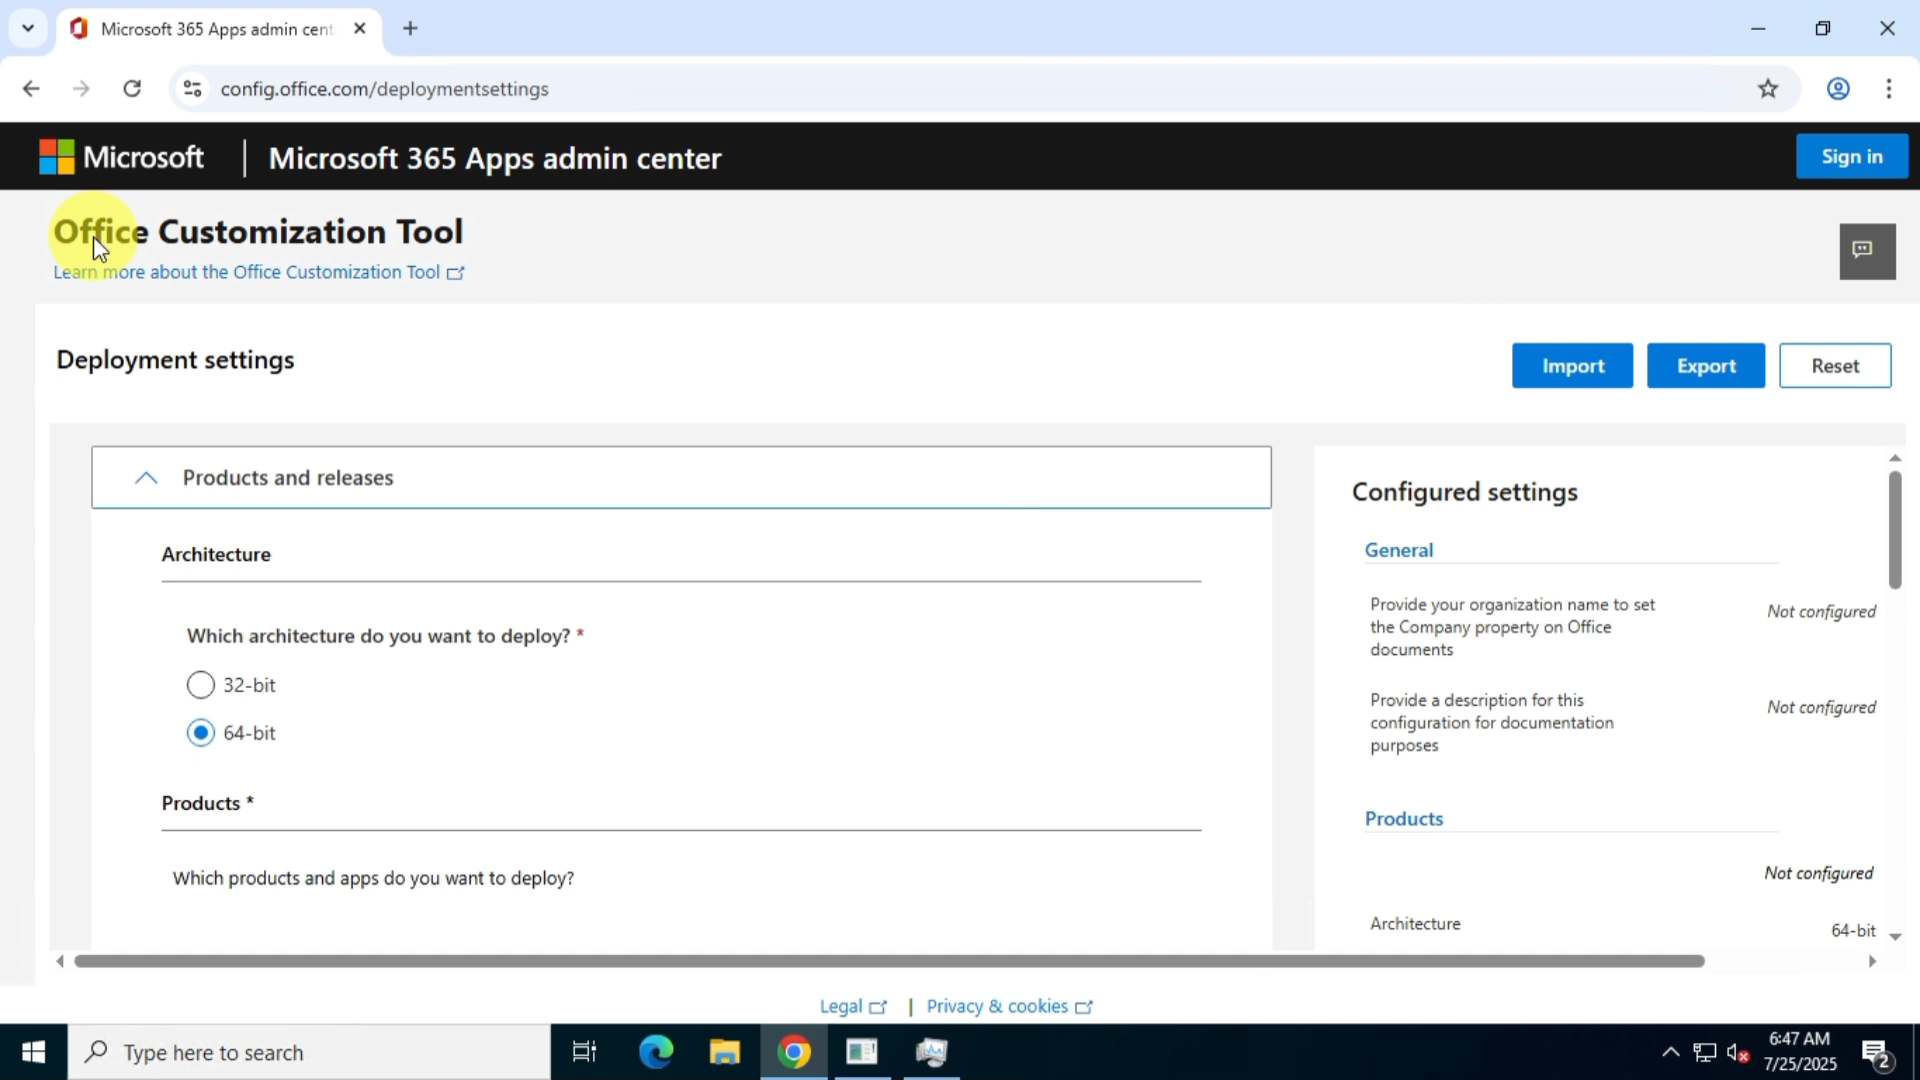 Microsoft 365 Apps admin cent
config.office.com/deploymentsettings
Microsoft
Microsoft 365 Apps admin center
Sign in
Office Customization Tool
Learn more about the Office Customization Tool
Deployment settings
Import
Export
Reset
Products and releases
Architecture
Which architecture do you want to deploy? *
32-bit
64-bit
Products *
Which products and apps do you want to deploy?
Configured settings
General
Provide your organization name to set
the Company property on Office
documents
Not configured
Provide a description for this
configuration for documentation
purposes
Not configured
Products
Not configured
Architecture
64-bit
Legal
|
Privacy & cookies
Type here to search
6:47 AM
7/25/2025
2